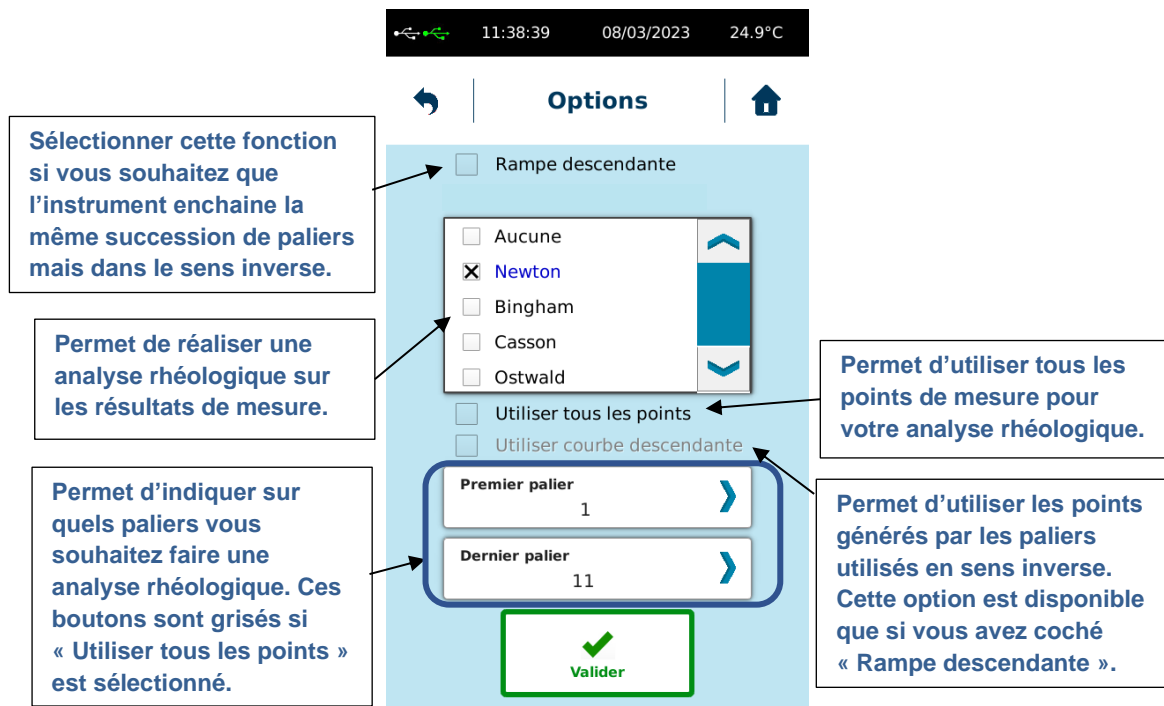 11:38:39 08/03/2023 24.9°C
Options
Sélectionner cette fonction
si vous souhaitez que
l'instrument enchaine la
même succession de paliers
mais dans le sens inverse.
Rampe descendante
Aucune
Newton
Bingham
Casson
Ostwald
Permet de réaliser une
analyse rhéologique sur
les résultats de mesure.
Utiliser tous les points
Utiliser courbe descendante
Permet d'utiliser tous les
points de mesure pour
votre analyse rhéologique.
Permet d'indiquer sur
quels paliers vous
souhaitez faire une
analyse rhéologique. Ces
boutons sont grisés si
« Utiliser tous les points »
est sélectionné.
Premier palier
1
Dernier palier
11
Permet d'utiliser les points
générés par les paliers
utilisés en sens inverse.
Cette option est disponible
que si vous avez coché
« Rampe descendante ».
Valider